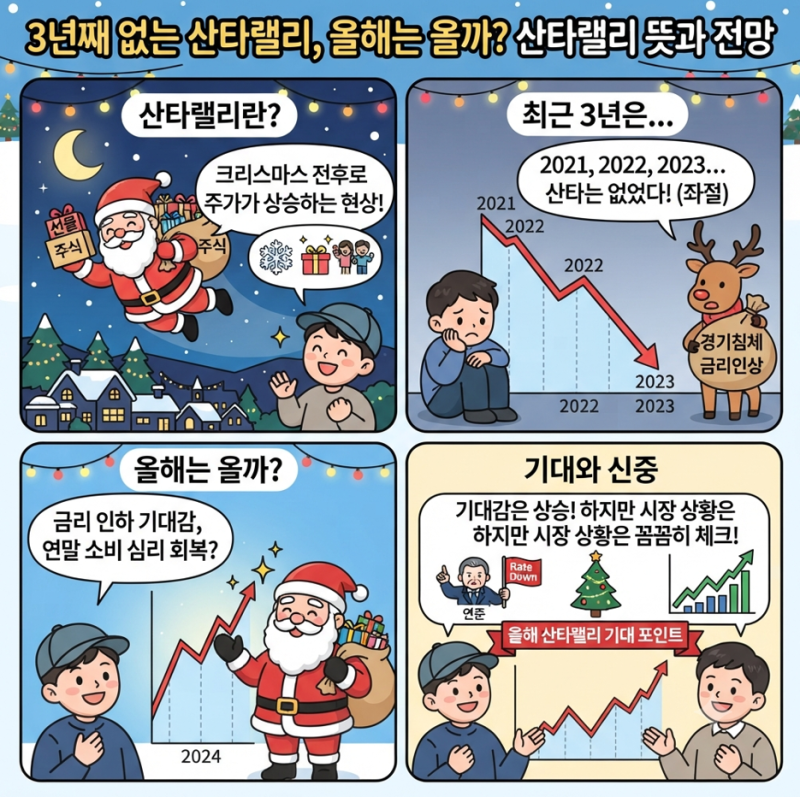 3년째 없는 산타랠리, 올해는 올까? 산타랠리 뜻과 전망
산타랠리란?
크리스마스 전후로
주가가 상승하는 현상!
선물
주식
주식
최근 3년은...
2021, 2022, 2023...
산타는 없었다! (좌절)
2021
2022
2022
2023
2022
2023
경기침체
금리인상
올해는 올까?
금리 인하 기대감,
연말 소비 심리 회복?
2024
기대와 신중
기대감은 상승! 하지만 시장 상황은
하지만 시장 상황은 꼼꼼히 체크!
Rate
Down
연준
올해 산타랠리 기대 포인트